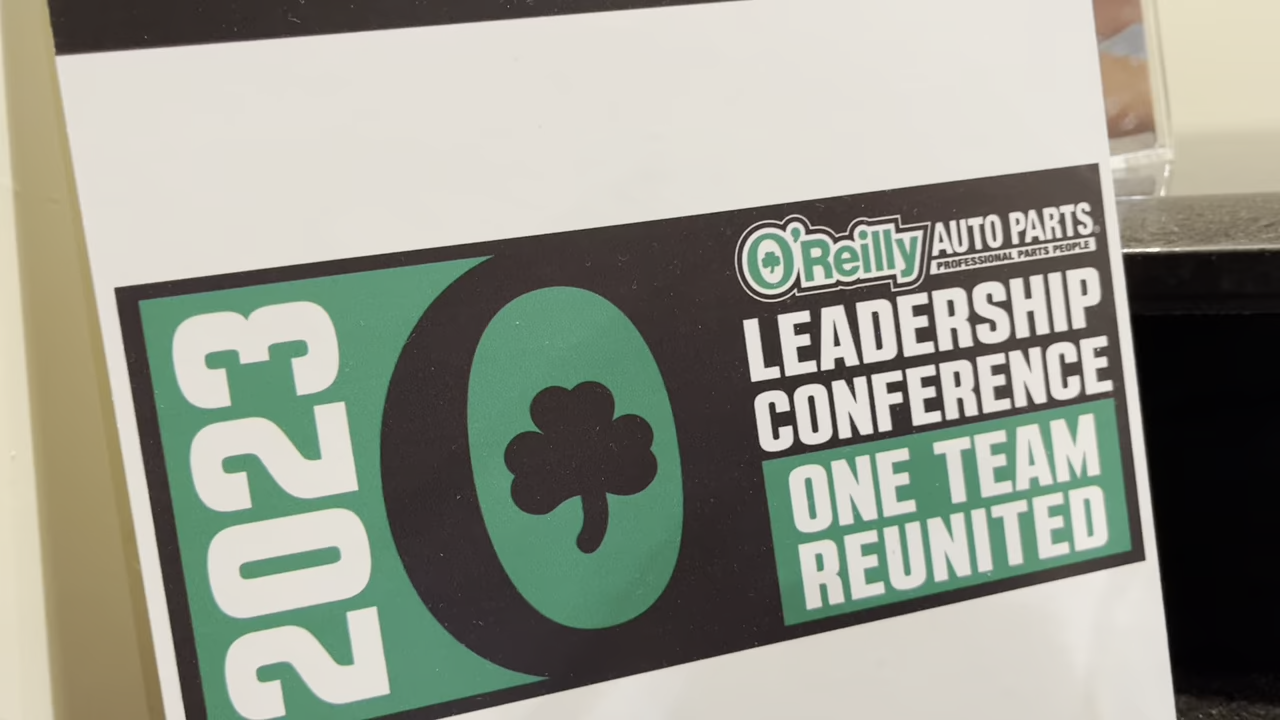 2023
O'Reilly AUTO PARTS®
PROFESSIONAL PARTS PEOPLE
LEADERSHIP
CONFERENCE
ONE TEAM
REUNITED